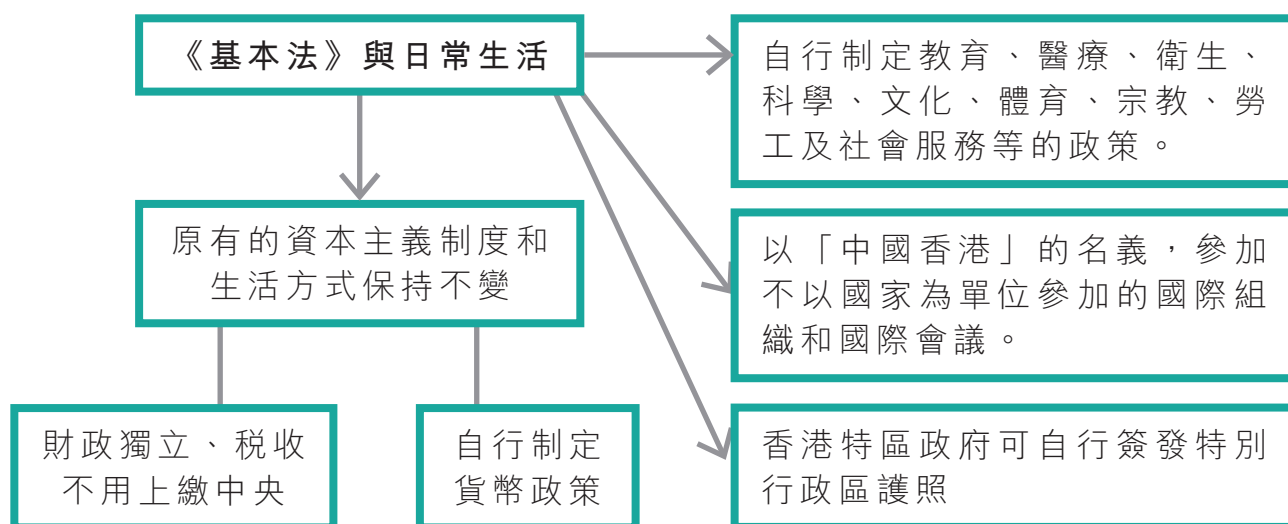 《基本法》與日常生活
自行制定教育、醫療、衛生、
科學、文化、體育、宗教、勞
工及社會服務等的政策。
原有的資本主義制度和
生活方式保持不變
以「中國香港」的名義，參加
不以國家為單位參加的國際組
織和國際會議。
財政獨立、稅收
不用上繳中央
自行制定
貨幣政策
香港特區政府可自行簽發特別
行政區護照